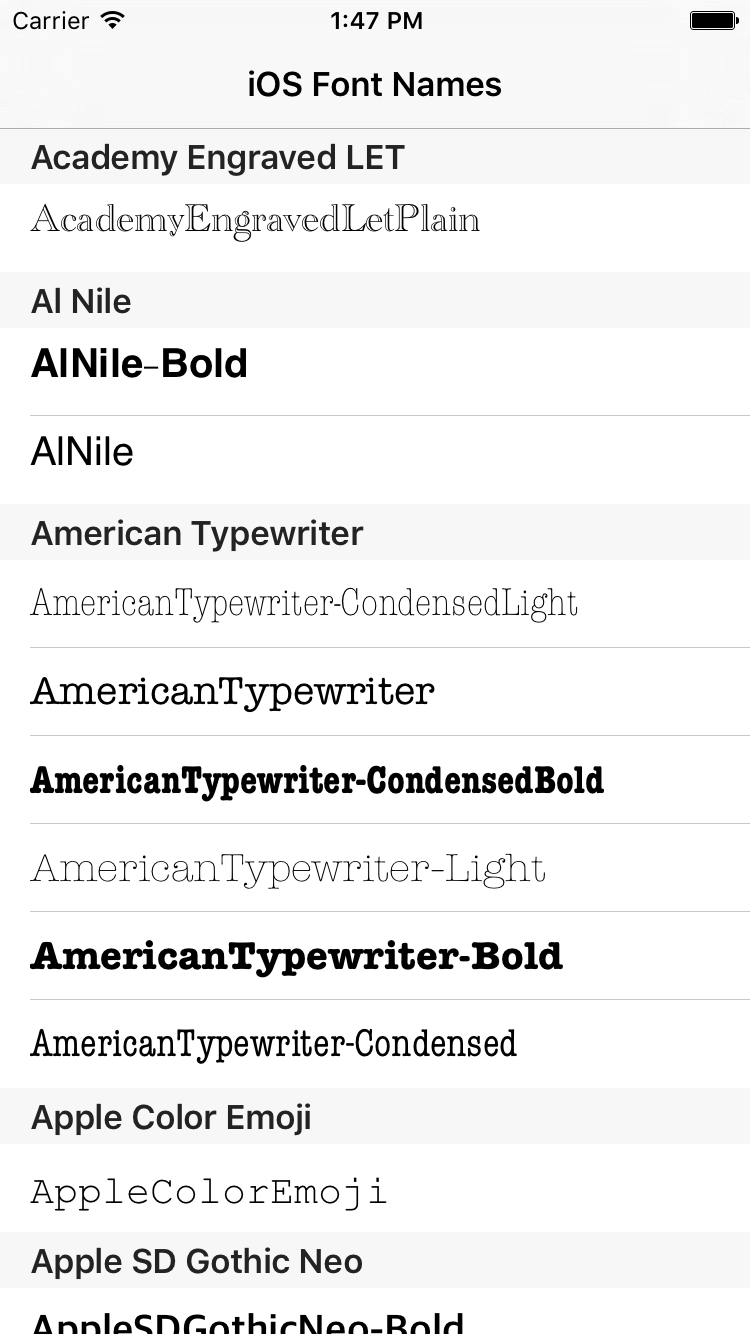 Carrier 1:47 PM
iOS Font Names
Academy Engraved LET
AcademyEngravedLetPlain
Al Nile
AlNile-Bold
AlNile
American Typewriter
AmericanTypewriter-CondensedLight
AmericanTypewriter
AmericanTypewriter-CondensedBold
AmericanTypewriter-Light
AmericanTypewriter-Bold
AmericanTypewriter-Condensed
Apple Color Emoji
AppleColorEmoji
Apple SD Gothic Neo
AppleSDGothicNeo-Bold